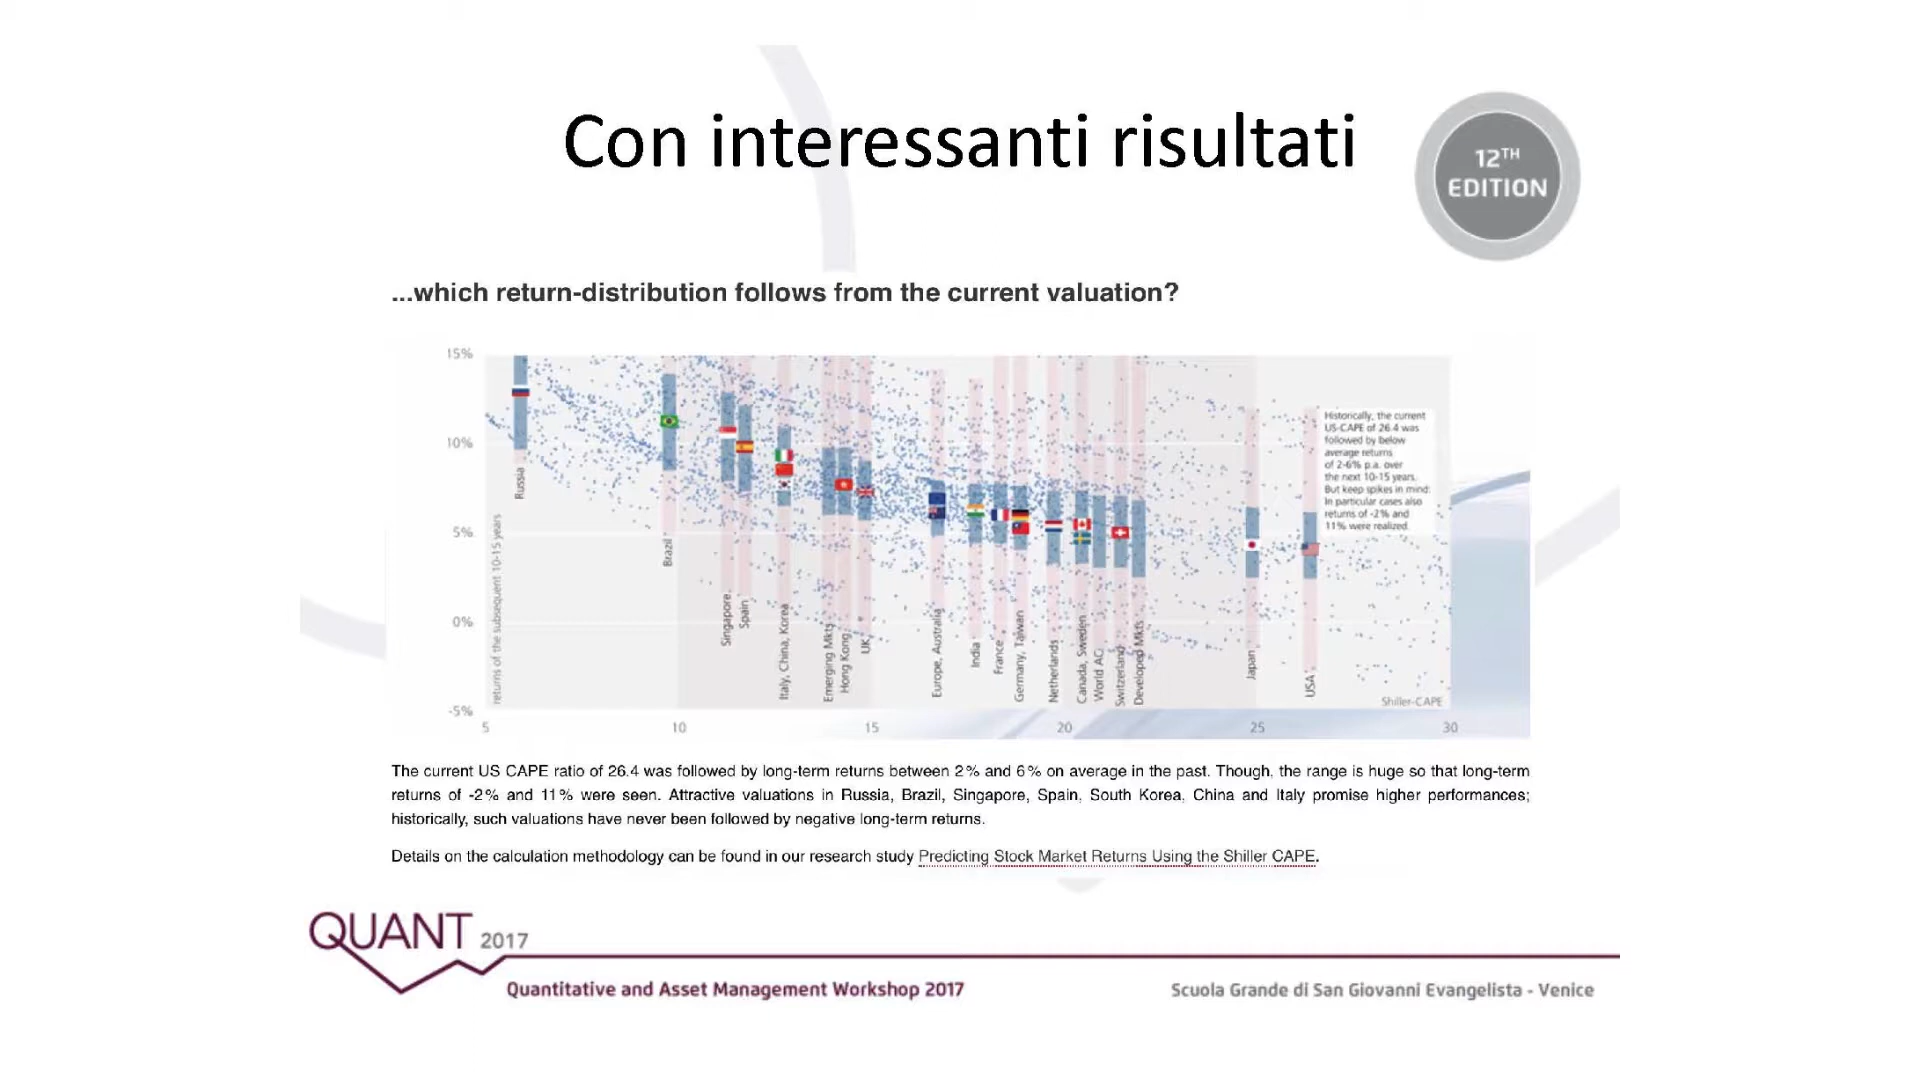 Con interessanti risultati
12TH
EDITION
...which return-distribution follows from the current valuation?
15%
10%
5%
0%
-5%
returns of the subsequent 10-15 years
Russia
Brazil
Singapore
Spain
Italy, China, Korea
Emerging Mkts
Hong Kong
UK
Europe, Australia
India
France
Germany, Taiwan
Netherlands
Canada, Sweden
World AC
Switzerland
Developed Mkts
Japan
USA
Historically, the current
US-CAPE of 26.4 was
followed by below
average returns
of 2-6% p.a. over
the next 10-15 years.
But keep spikes in mind:
In particular cases also
returns of -2% and
11% were realized.
Shiller-CAPE
5 10 15 20 25 30
The current US CAPE ratio of 26.4 was followed by long-term returns between 2% and 6% on average in the past. Though, the range is huge so that long-term
returns of -2% and 11% were seen. Attractive valuations in Russia, Brazil, Singapore, Spain, South Korea, China and Italy promise higher performances;
historically, such valuations have never been followed by negative long-term returns.
Details on the calculation methodology can be found in our research study Predicting Stock Market Returns Using the Shiller CAPE.
QUANT 2017
Quantitative and Asset Management Workshop 2017
Scuola Grande di San Giovanni Evangelista - Venice